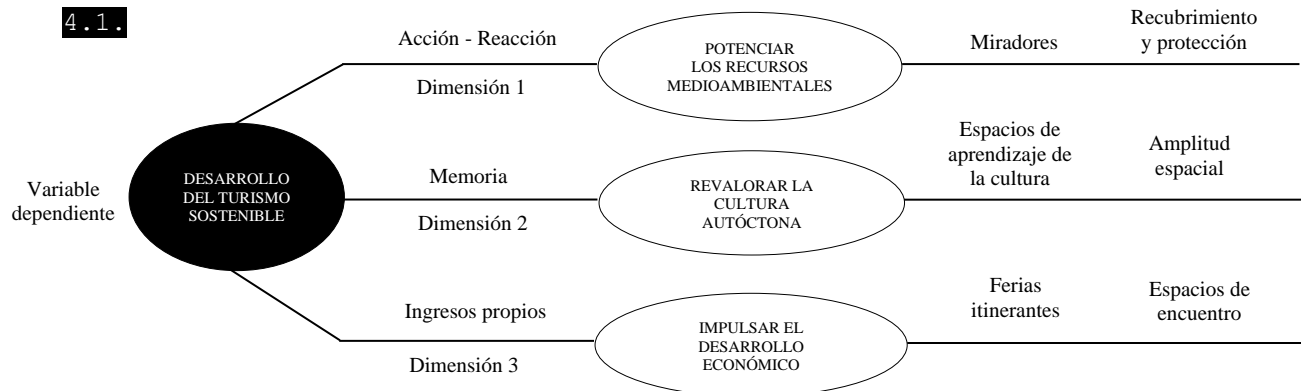 4.1.
Variable
dependiente
DESARROLLO
DEL TURISMO
SOSTENIBLE
Acción - Reacción
Dimensión 1
POTENCIAR
LOS RECURSOS
MEDIOAMBIENTALES
Miradores
Recubrimiento
y protección
Memoria
Dimensión 2
REVALORAR LA
CULTURA
AUTÓCTONA
Espacios de
aprendizaje de
la cultura
Amplitud
espacial
Ingresos propios
Dimensión 3
IMPULSAR EL
DESARROLLO
ECONÓMICO
Ferias
itinerantes
Espacios de
encuentro